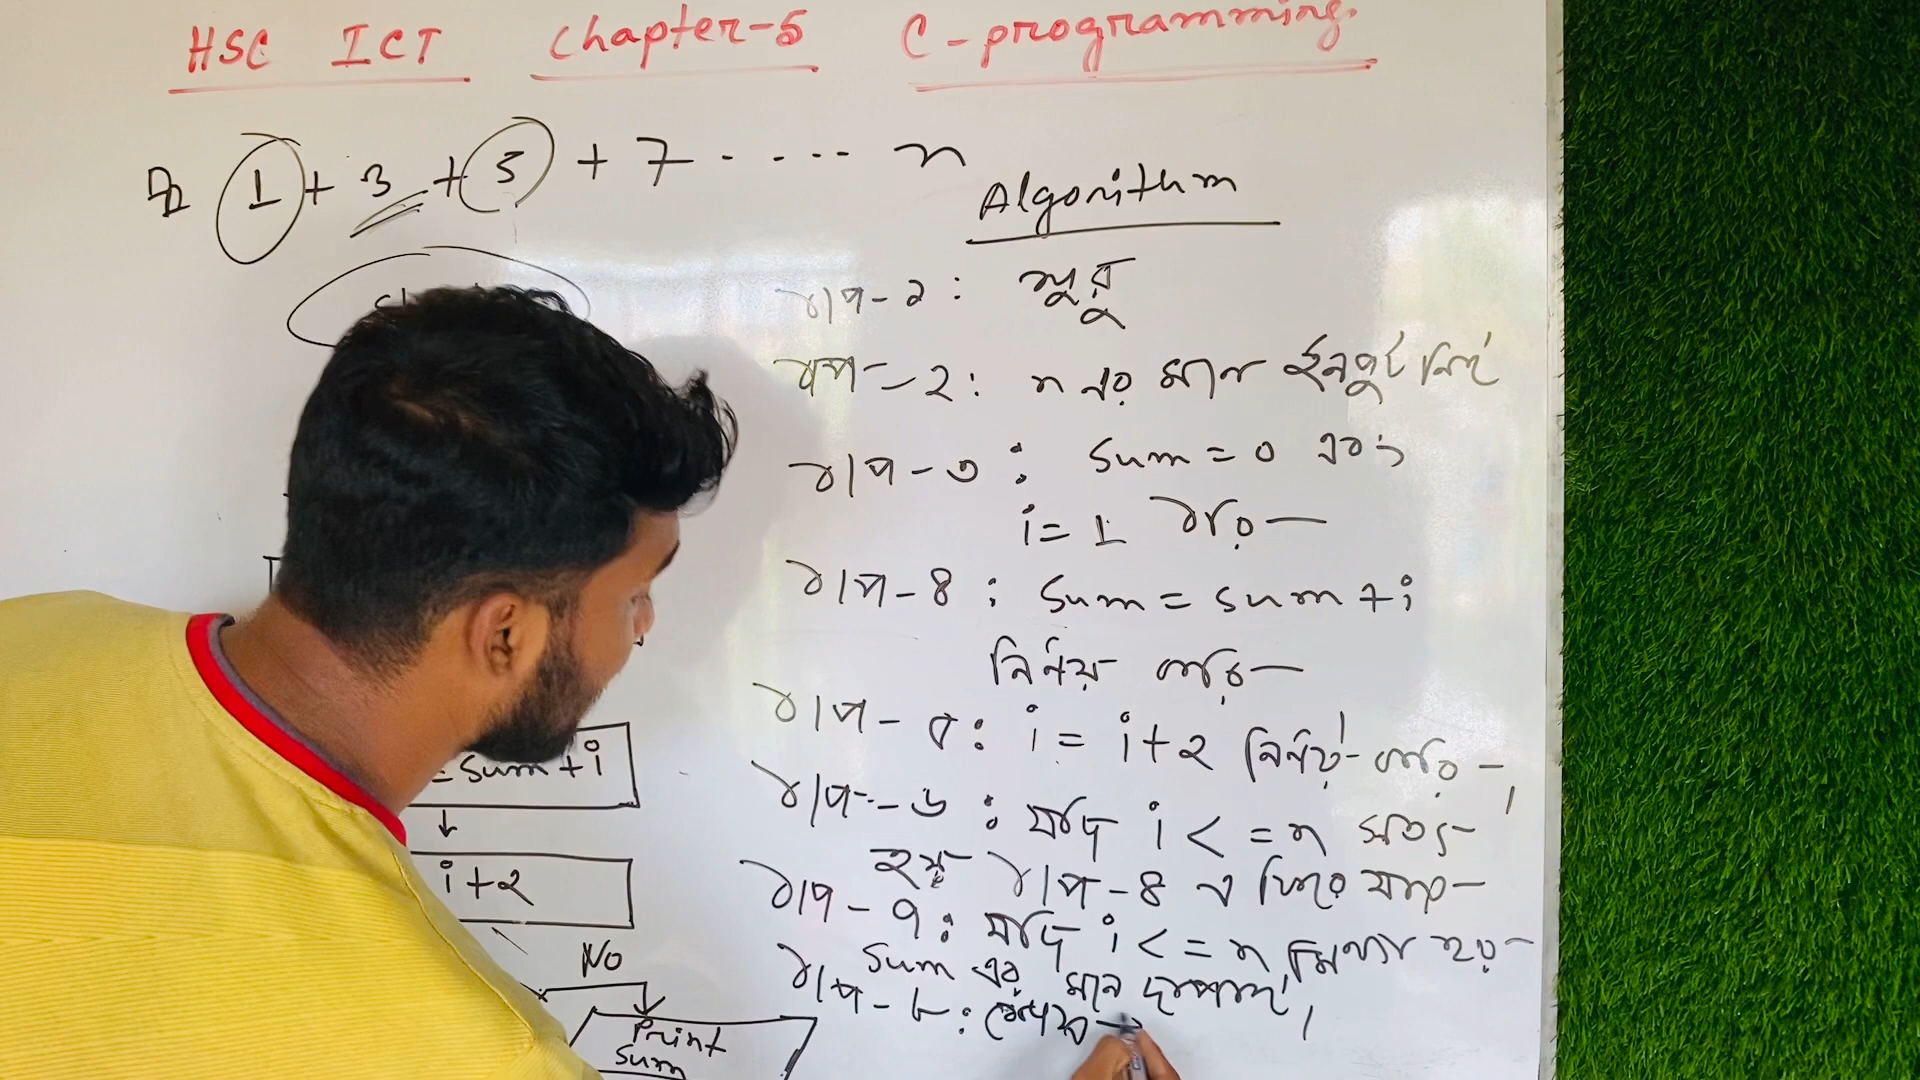 HSC ICT Chapter-5 C-programming.
1 + 3 + 5 + 7 ..... n
Algorithm
ধাপ-১: শুরু
ধাপ-২: n এর মান ইনপুট নিই
ধাপ-৩: Sum = 0 এবং
i = 1 ধরি
ধাপ-৪: Sum = sum + i
নির্ণয় করি
ধাপ-৫: i = i+2 নির্ণয় করি
ধাপ-৬: যদি i <= n সত্য
হয় ধাপ-৪ এ ফিরে যাই
ধাপ-৭: যদি i <= n মিথ্যা হয়
Sum এর মান ছাপাই।
ধাপ-৮: শেষ
= Sum + i
i+2
No
Print
Sum